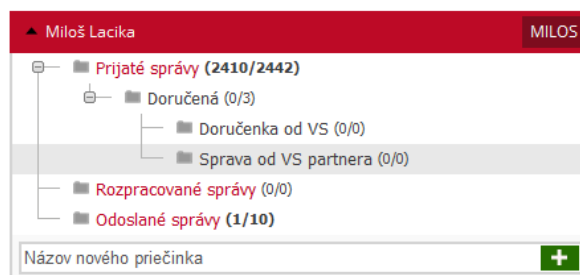 Miloš Lacika MILOS
Prijaté správy (2410/2442)
Doručená (0/3)
Doručenka od VS (0/0)
Sprava od VS partnera (0/0)
Rozpracované správy (0/0)
Odoslané správy (1/10)
Názov nového priečinka